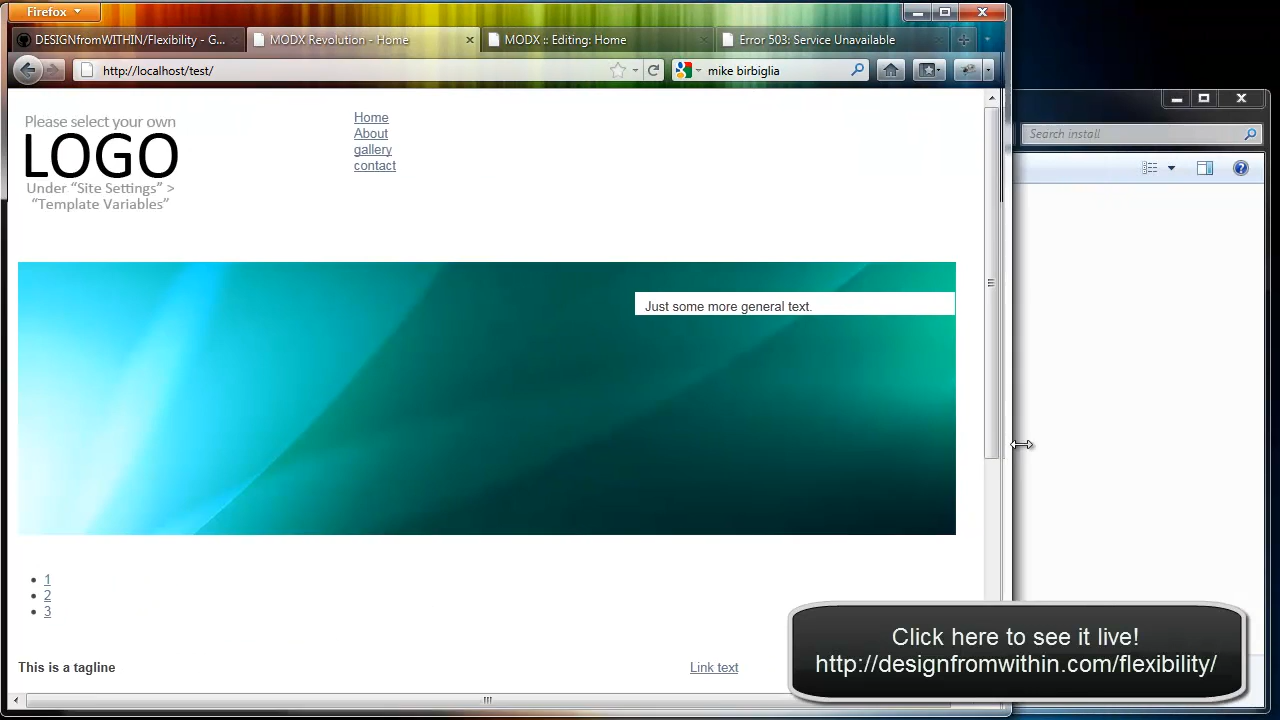 Firefox
DESIGNfromWITHIN/Flexibility - G...
MODX Revolution - Home
MODX :: Editing: Home
Error 503: Service Unavailable
http://localhost/test/
mike birbiglia
Search install
Please select your own
LOGO
Under “Site Settings” >
“Template Variables”
Home
About
gallery
contact
Just some more general text.
1
2
3
This is a tagline
Link text
Click here to see it live!
http://designfromwithin.com/flexibility/